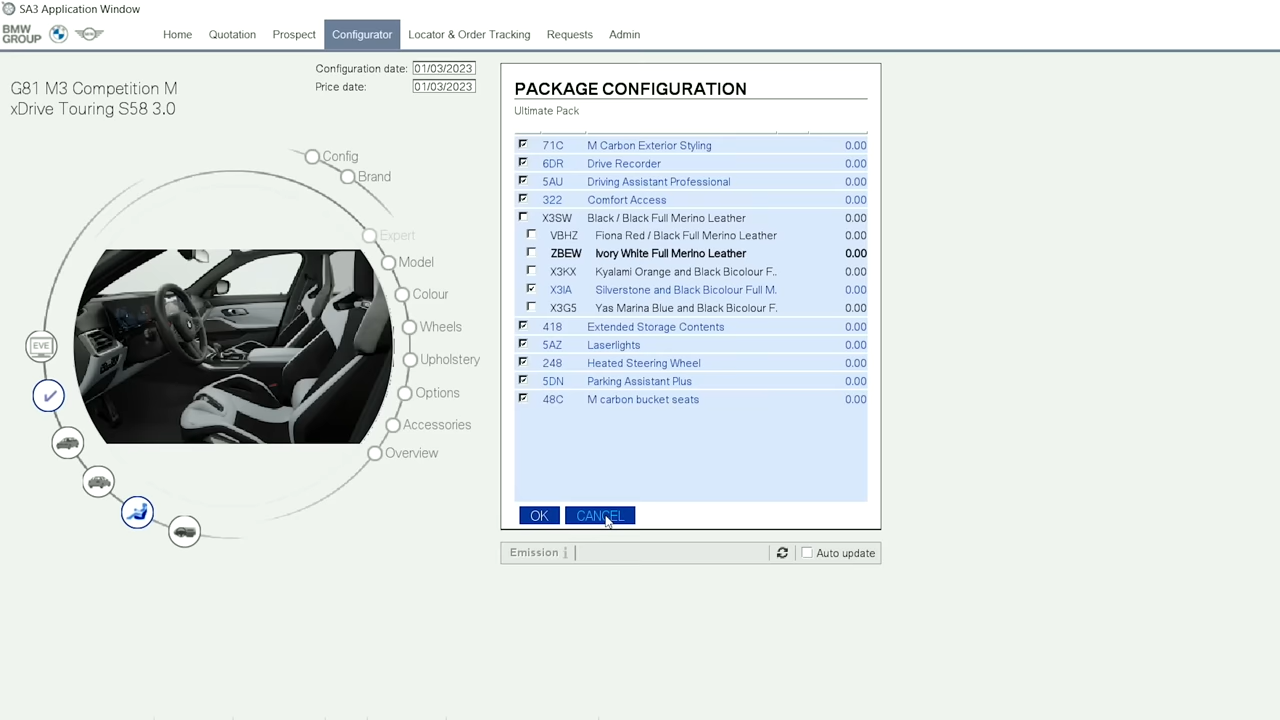 SA3 Application Window
BMW GROUP
Home Quotation Prospect Configurator Locator & Order Tracking Requests Admin
G81 M3 Competition M
xDrive Touring S58 3.0
Configuration date: 01/03/2023
Price date: 01/03/2023
Config
Brand
Expert
Model
Colour
Wheels
Upholstery
Options
Accessories
Overview
EVE
PACKAGE CONFIGURATION
Ultimate Pack
71C M Carbon Exterior Styling 0.00
6DR Drive Recorder 0.00
5AU Driving Assistant Professional 0.00
322 Comfort Access 0.00
X3SW Black / Black Full Merino Leather 0.00
VBHZ Fiona Red / Black Full Merino Leather 0.00
ZBEW Ivory White Full Merino Leather 0.00
X3KX Kyalami Orange and Black Bicolour F.. 0.00
X3IA Silverstone and Black Bicolour Full M. 0.00
X3G5 Yas Marina Blue and Black Bicolour F. 0.00
418 Extended Storage Contents 0.00
5AZ Laserlights 0.00
248 Heated Steering Wheel 0.00
5DN Parking Assistant Plus 0.00
48C M carbon bucket seats 0.00
OK CANCEL
Emission i Auto update